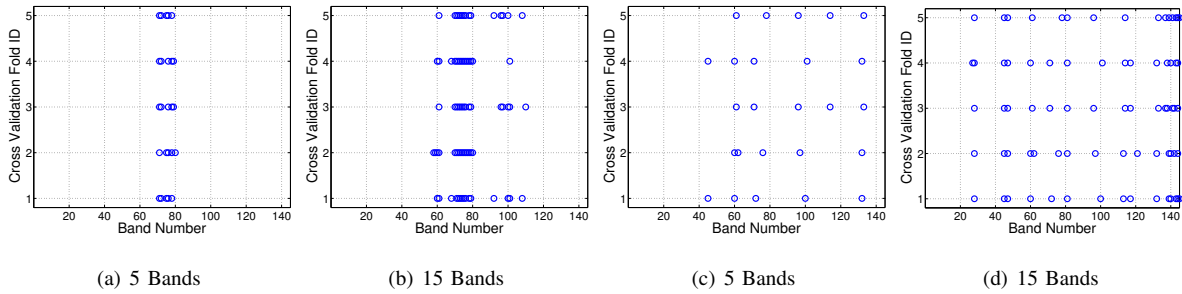 5
4
3
2
1
Cross Validation Fold ID
20 40 60 80 100 120 140
Band Number
(a) 5 Bands
5
4
3
2
1
Cross Validation Fold ID
20 40 60 80 100 120 140
Band Number
(b) 15 Bands
5
4
3
2
1
Cross Validation Fold ID
20 40 60 80 100 120 140
Band Number
(c) 5 Bands
5
4
3
2
1
Cross Validation Fold ID
20 40 60 80 100 120 140
Band Number
(d) 15 Bands